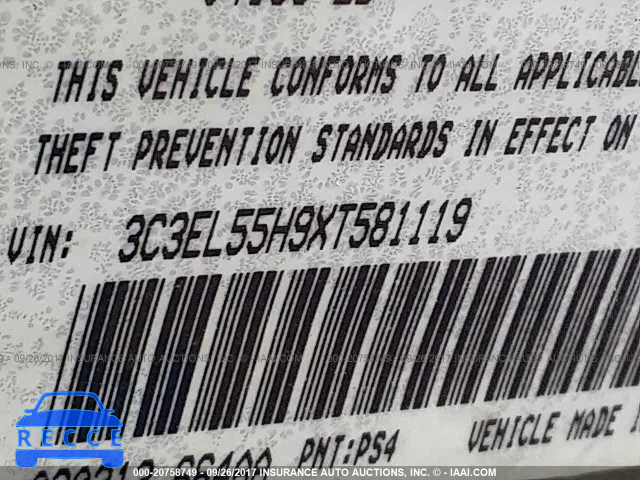 THIS VEHICLE CONFORMS TO ALL APPLICABLE
THEFT PREVENTION STANDARDS IN EFFECT ON
VIN: 3C3EL55H9XT581119
PNT:PS4 VEHICLE MADE I
000-20758749 - 09/26/2017 INSURANCE AUTO AUCTIONS, INC. - © - IAAI.COM